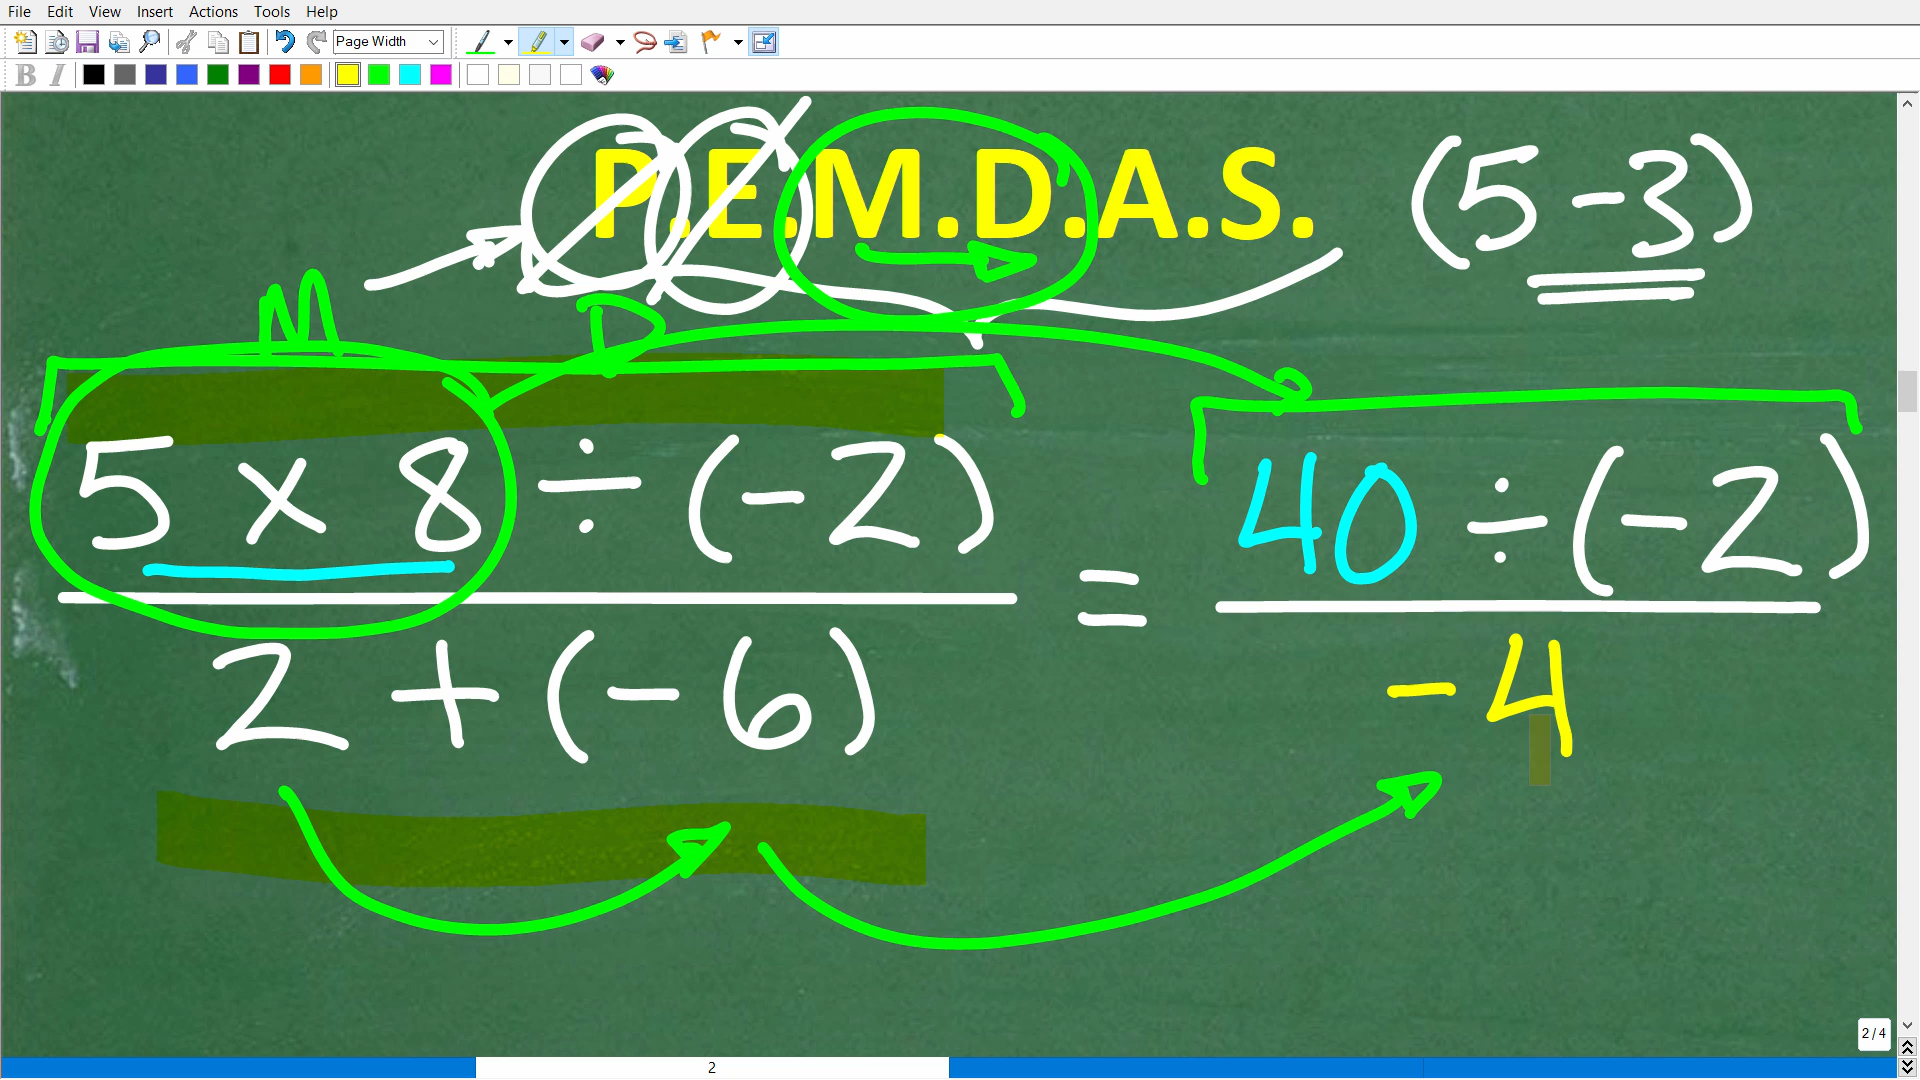 File Edit View Insert Actions Tools Help
Page Width
B I
P.E.M.D.A.S. (5-3)
M D
5 x 8 ÷ (-2) = 40 ÷ (-2)
2 + (-6) -4
2/4
2